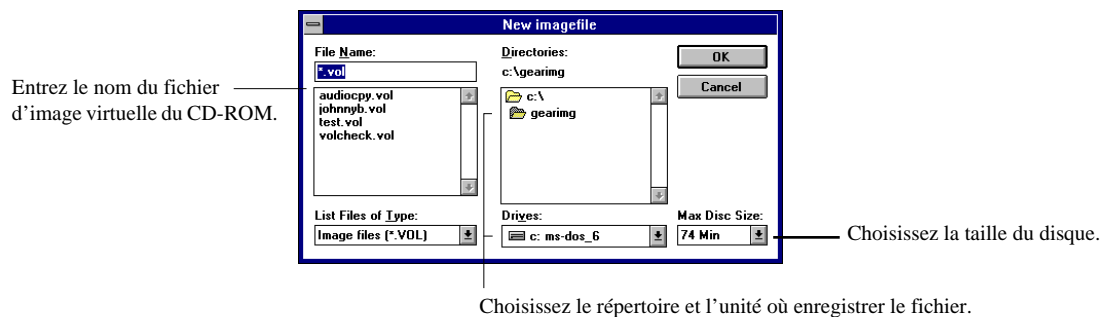 New imagefile
File Name:
*.vol
audiocpy.vol
johnnyb.vol
test.vol
volcheck.vol
List Files of Type:
Image files (*.VOL)
Directories:
c:\gearimg
c:\
gearimg
Drives:
c: ms-dos_6
OK
Cancel
Max Disc Size:
74 Min
Entrez le nom du fichier
d’image virtuelle du CD-ROM.
Choisissez la taille du disque.
Choisissez le répertoire et l’unité où enregistrer le fichier.